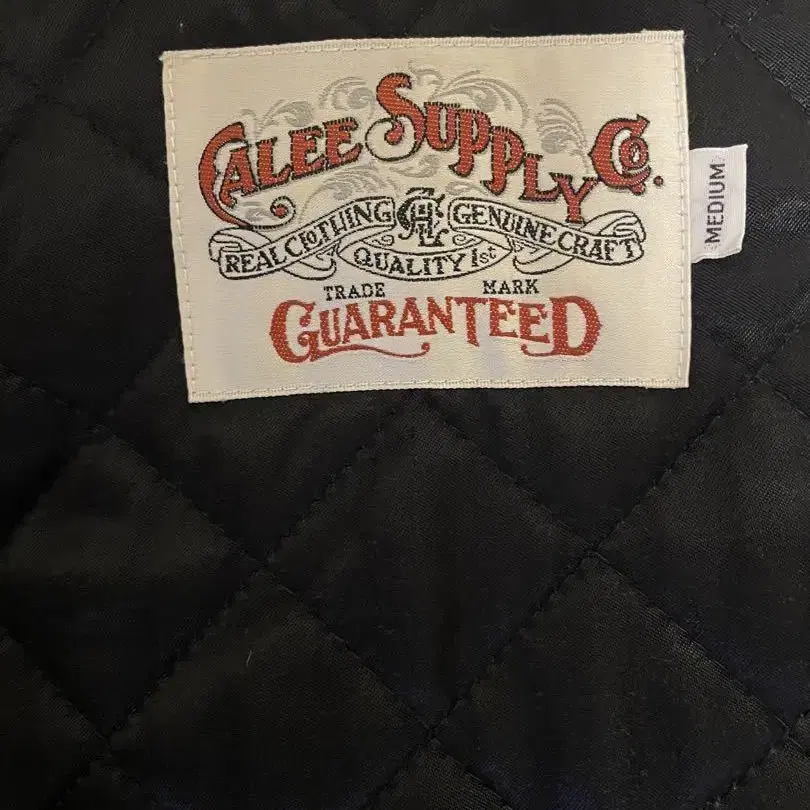 CALEE SUPPLY CO.
REAL CLOTHING GENUINE CRAFT
QUALITY 1st
TRADE MARK
GUARANTEED
MEDIUM